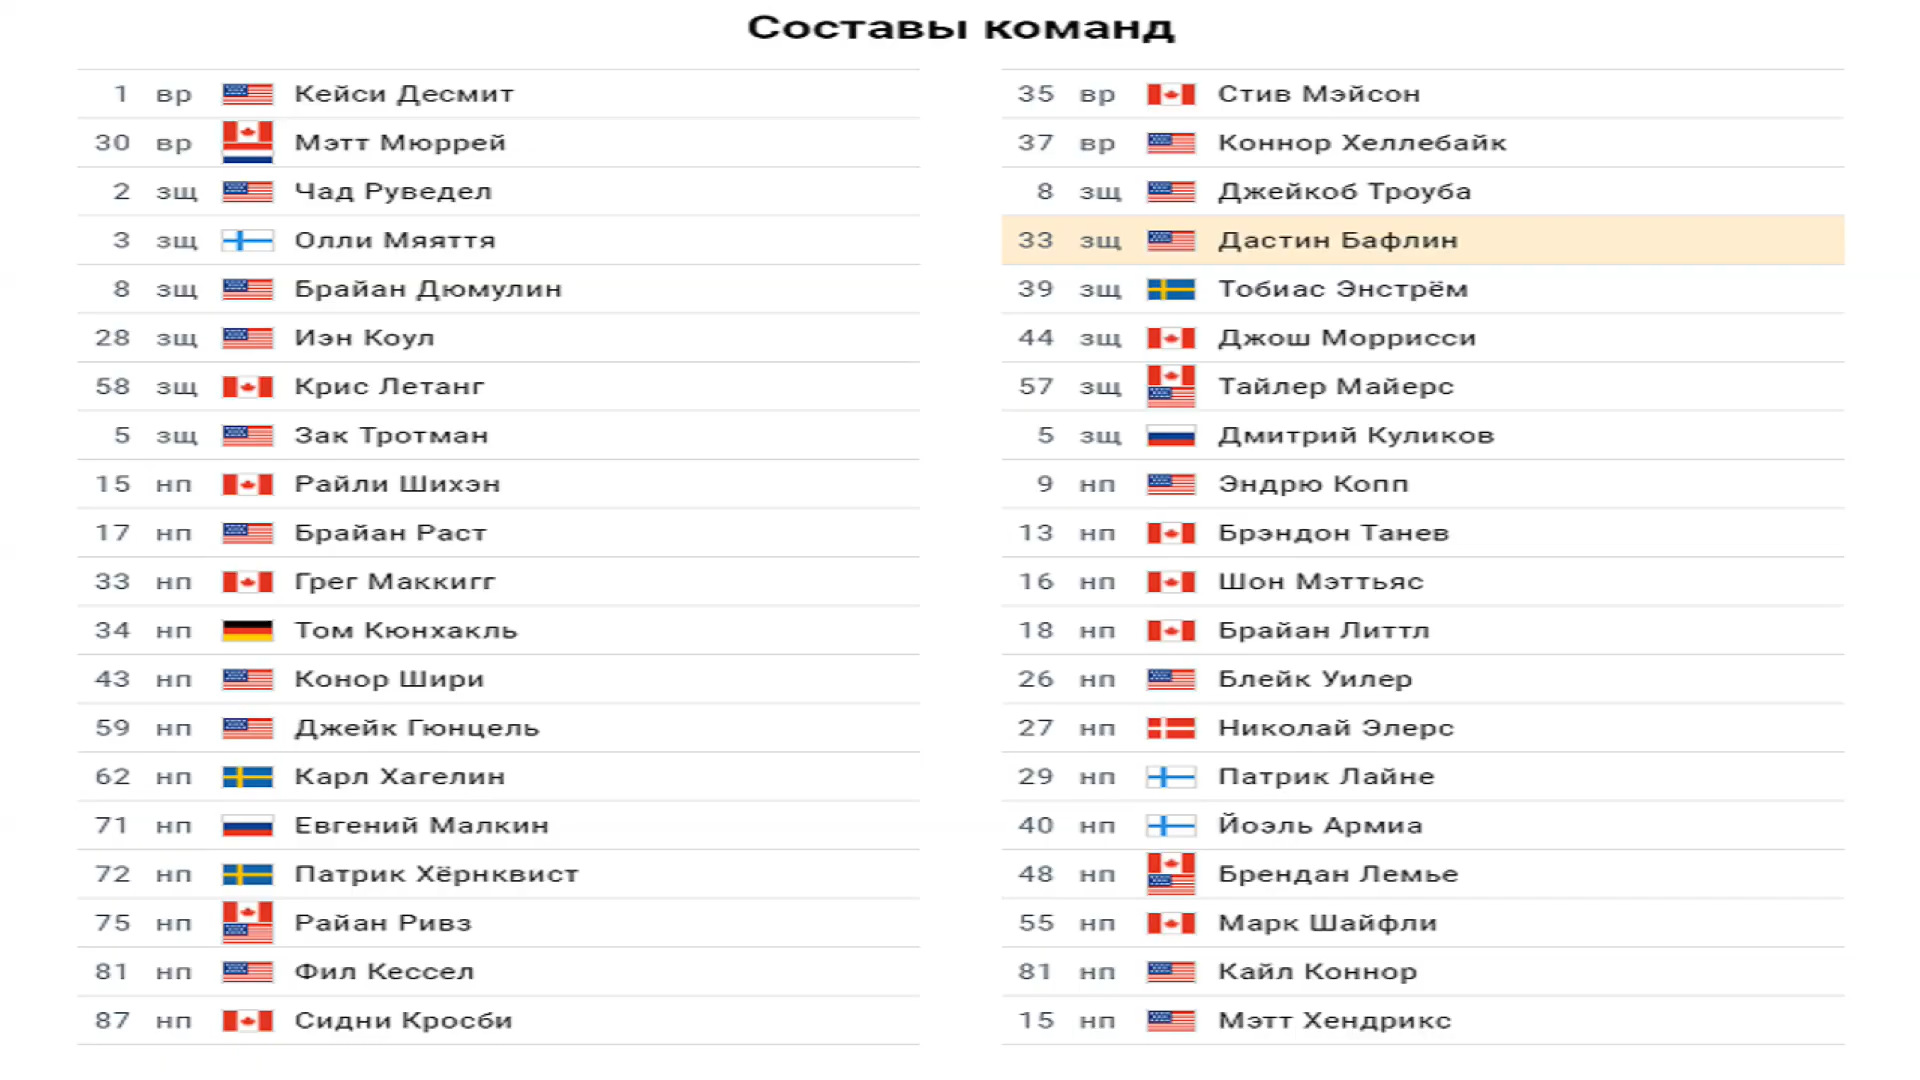 Составы команд
1 вр Кейси Десмит
30 вр Мэтт Мюррей
2 зщ Чад Руведел
3 зщ Олли Мяяття
8 зщ Брайан Дюмулин
28 зщ Иэн Коул
58 зщ Крис Летанг
5 зщ Зак Тротман
15 нп Райли Шихэн
17 нп Брайан Раст
33 нп Грег Маккигг
34 нп Том Кюнхакль
43 нп Конор Шири
59 нп Джейк Гюнцель
62 нп Карл Хагелин
71 нп Евгений Малкин
72 нп Патрик Хёрнквист
75 нп Райан Ривз
81 нп Фил Кессел
87 нп Сидни Кросби
35 вр Стив Мэйсон
37 вр Коннор Хеллебайк
8 зщ Джейкоб Троуба
33 зщ Дастин Бафлин
39 зщ Тобиас Энстрём
44 зщ Джош Моррисси
57 зщ Тайлер Майерс
5 зщ Дмитрий Куликов
9 нп Эндрю Копп
13 нп Брэндон Танев
16 нп Шон Мэттьяс
18 нп Брайан Литтл
26 нп Блейк Уилер
27 нп Николай Элерс
29 нп Патрик Лайне
40 нп Йоэль Армиа
48 нп Брендан Лемье
55 нп Марк Шайфли
81 нп Кайл Коннор
15 нп Мэтт Хендрикс